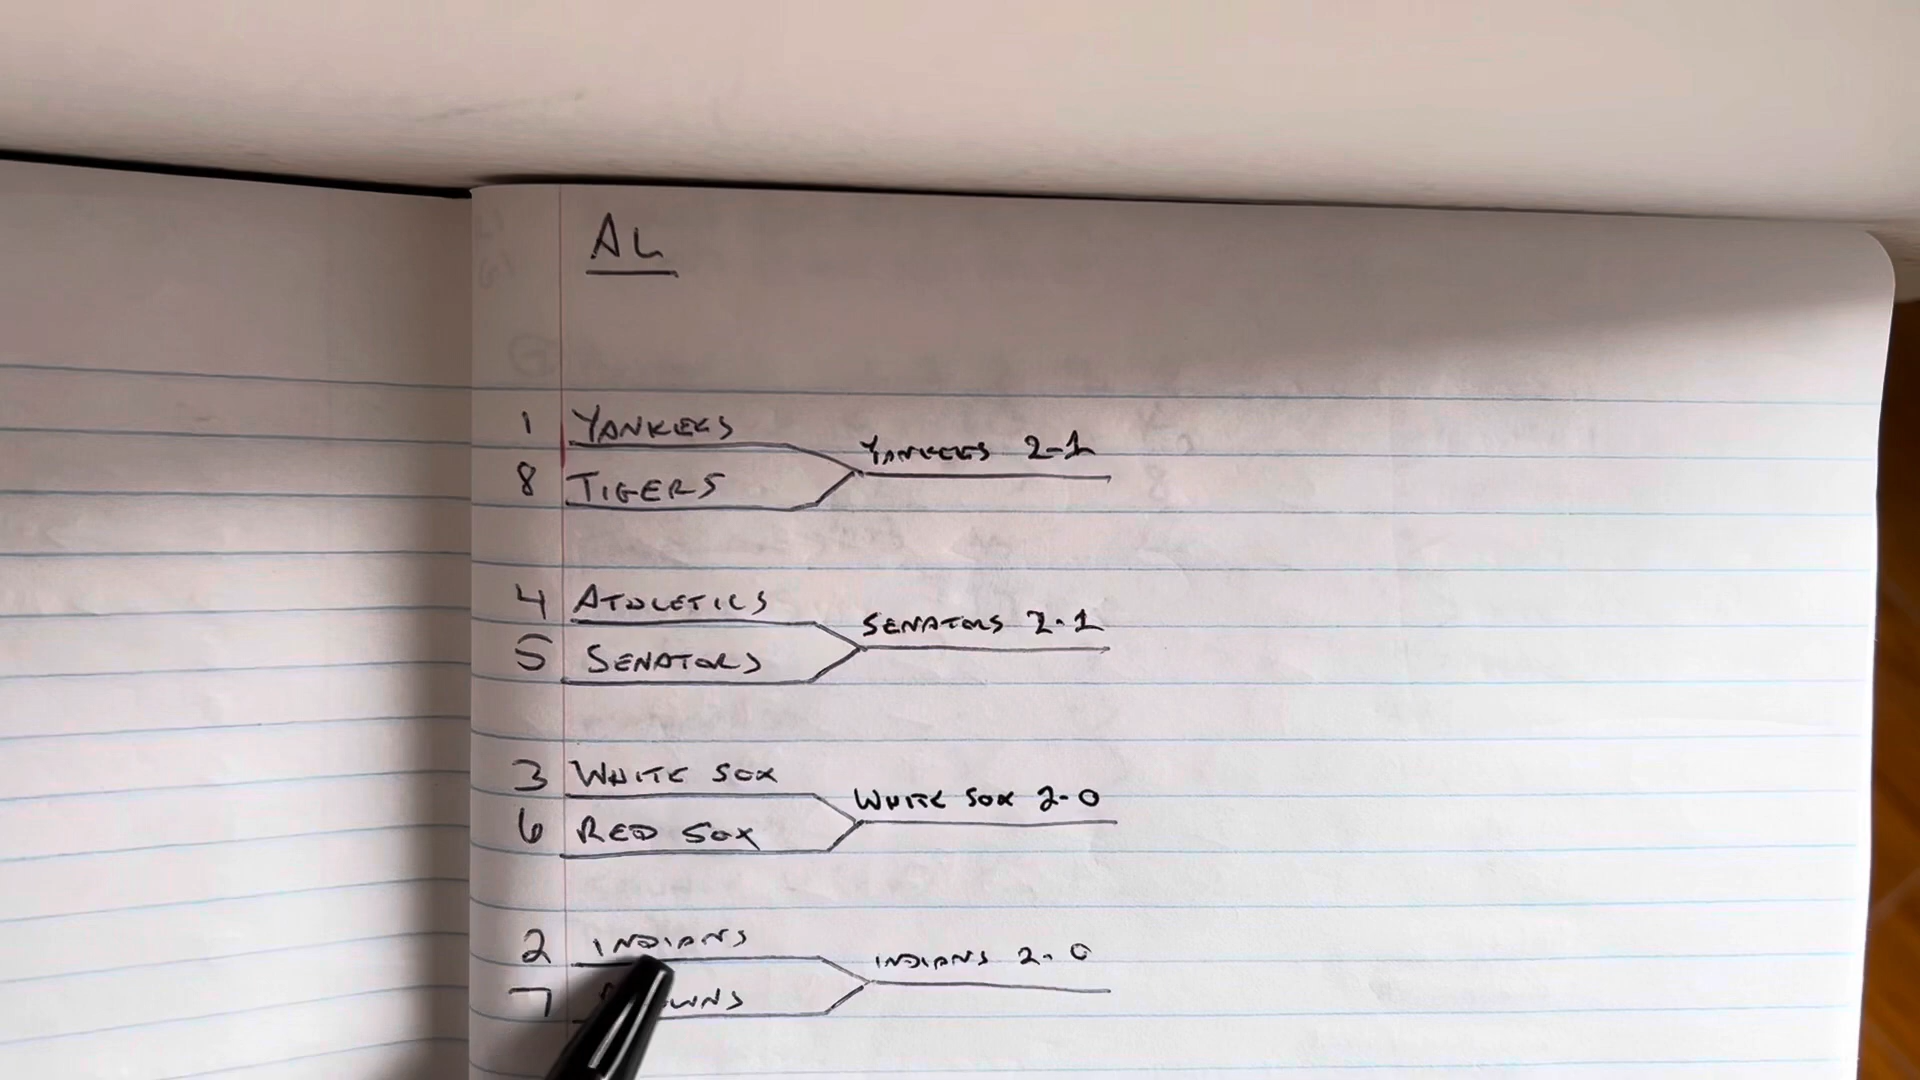 AL
1 YANKEES
YANKEES 2-1
8 TIGERS
4 ATHLETICS
SENATORS 2-1
5 SENATORS
3 WHITE SOX
WHITE SOX 2-0
6 RED SOX
2 INDIANS
INDIANS 2-0
7